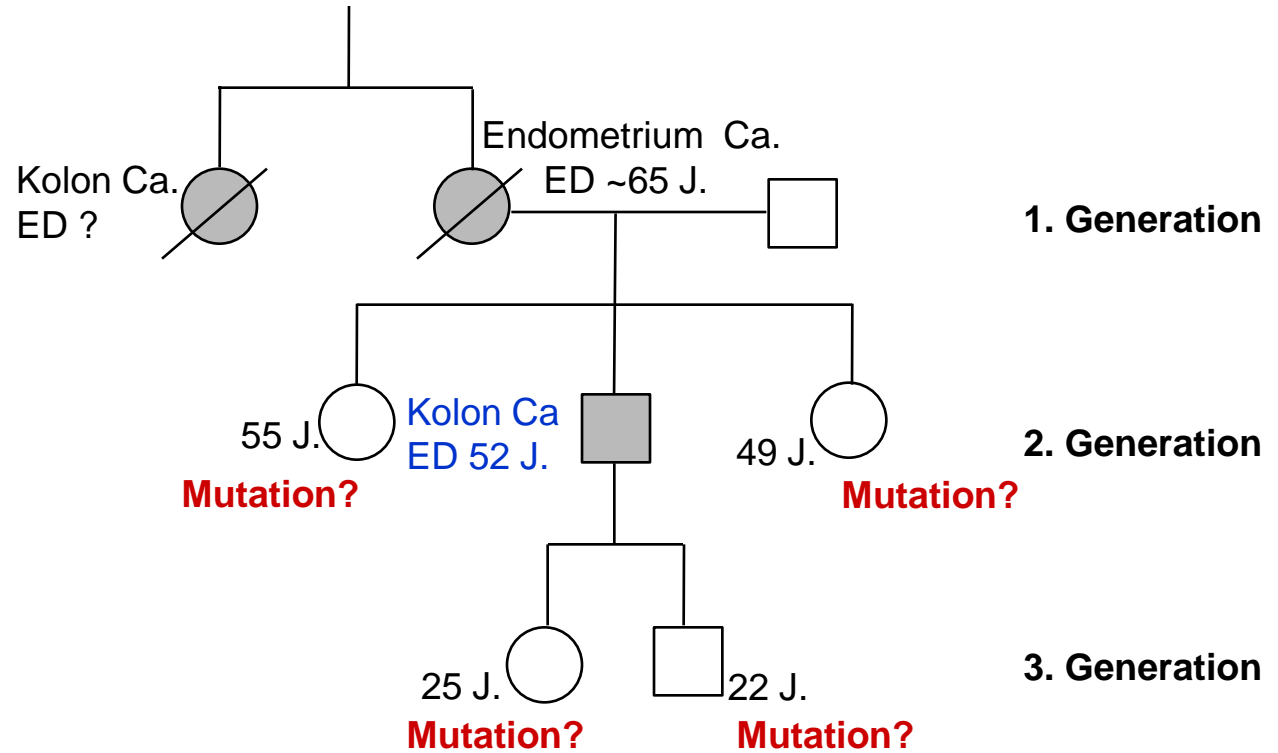 Endometrium Ca.
ED ~65 J.
Kolon Ca.
ED ?
1. Generation
Kolon Ca
ED 52 J.
55 J.
49 J.
2. Generation
Mutation?
Mutation?
25 J.
22 J.
3. Generation
Mutation?
Mutation?